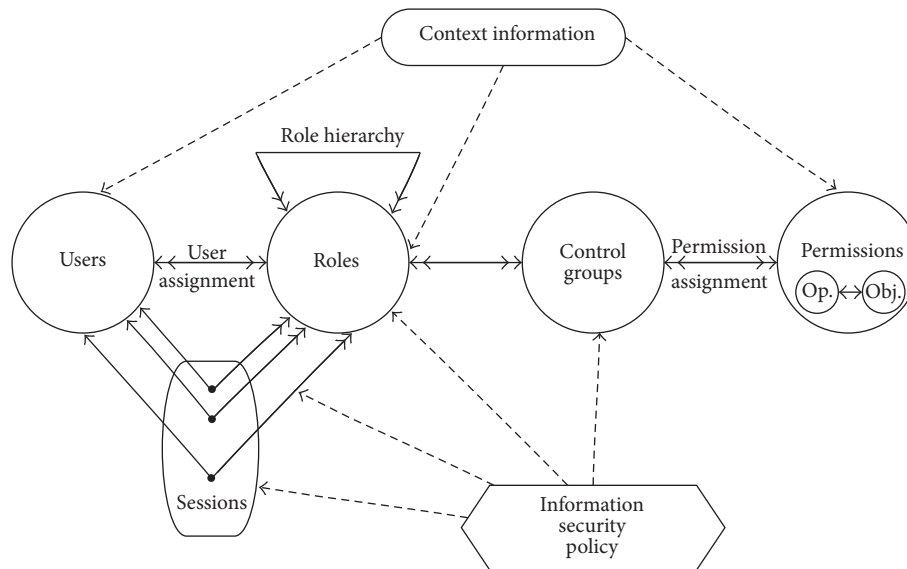 Context information
Role hierarchy
Users
User
assignment
Roles
Control
groups
Permission
assignment
Permissions
Op.
Obj.
Sessions
Information
security
policy